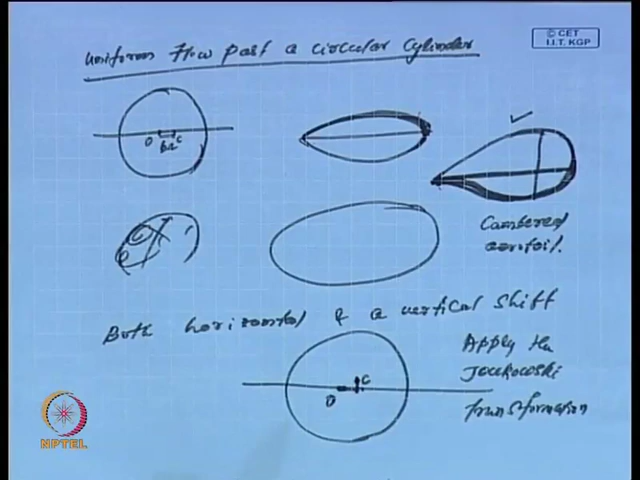 © CET
I.I.T. KGP
Uniform Flow past a circular cylinder
O
C
Cambered
aerofoil.
Both horizontal & a vertical shift
Apply the
Joukowski
transformation
O
C
NPTEL